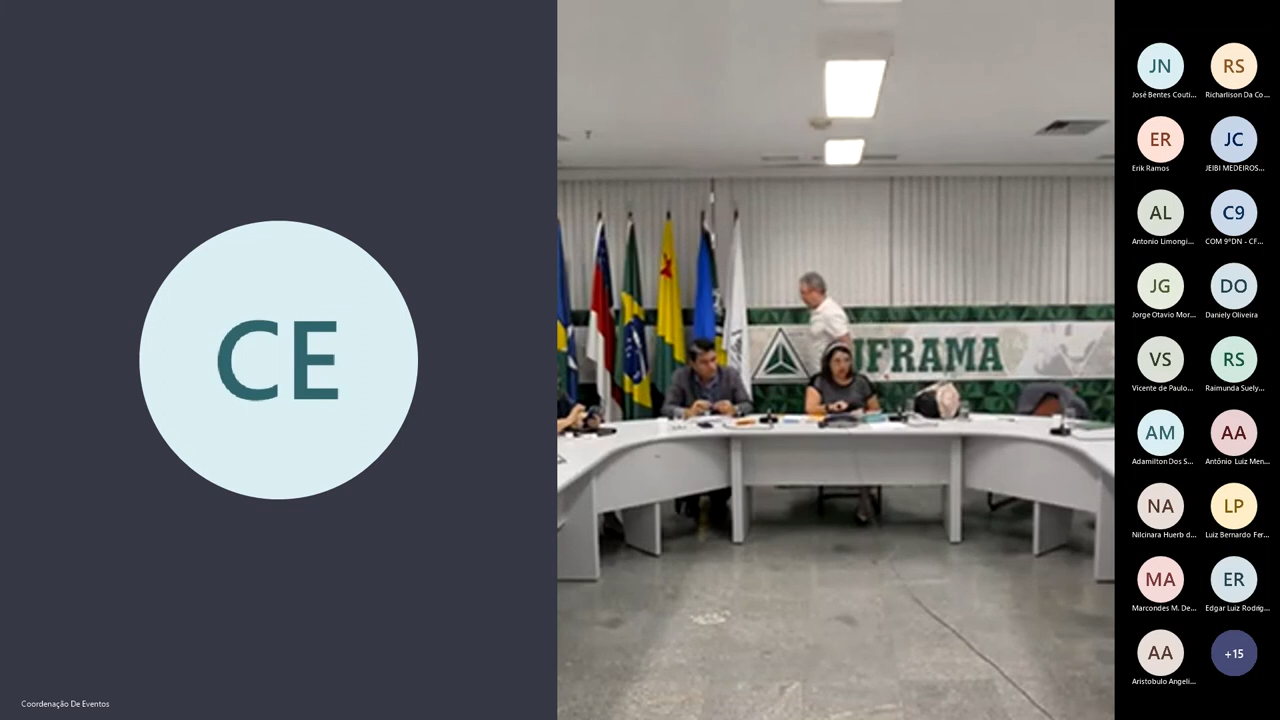 CE
Coordenação De Eventos
UFRAMA
JN
José Bentes Couti...
RS
Richarlison Da Co...
ER
Erik Ramos
JC
JEIBI MEDEIROS...
AL
Antonio Limongi...
C9
COM 9ºDN - CF...
JG
Jorge Otavio Mor...
DO
Daniely Oliveira
VS
Vicente de Paulo...
RS
Raimunda Suely...
AM
Adamilton Dos S...
AA
Antônio Luiz Men...
NA
Nilcinara Huerb d...
LP
Luiz Bernardo Fer...
MA
Marcondes M. De...
ER
Edgar Luiz Rodrig...
AA
Aristobulo Angeli...
+15